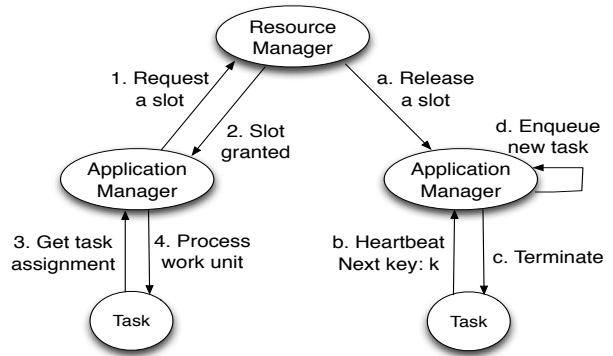 Resource
Manager
1. Request
a slot
a. Release
a slot
2. Slot
granted
d. Enqueue
new task
Application
Manager
Application
Manager
3. Get task
assignment
4. Process
work unit
b. Heartbeat
Next key: k
c. Terminate
Task
Task